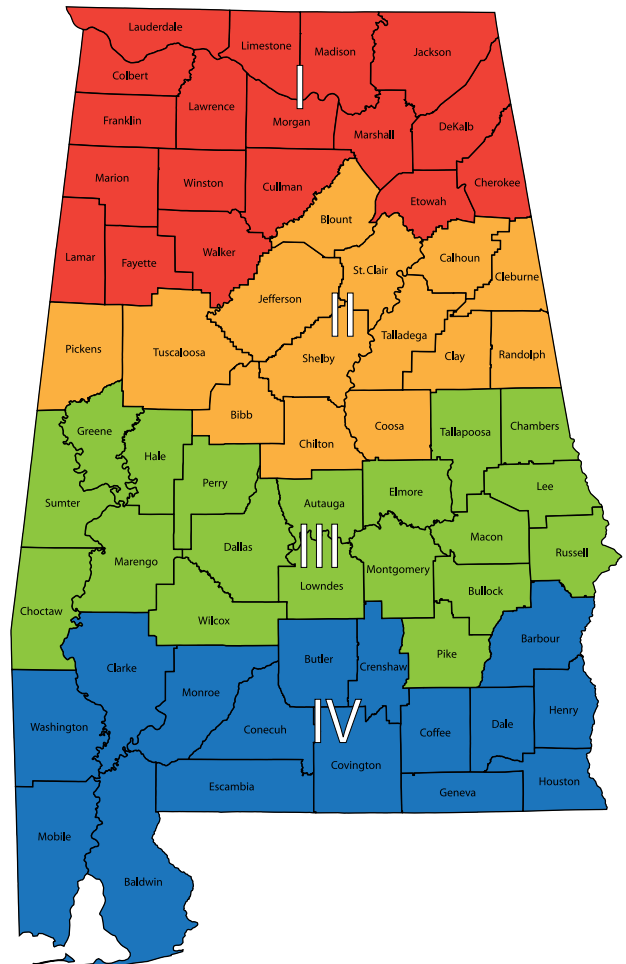 Lauderdale
Limestone
Madison
Jackson
Colbert
I
Lawrence
Franklin
Morgan
Marshall
DeKalb
Marion
Winston
Cullman
Cherokee
Etowah
Blount
Lamar
Fayette
Walker
St. Clair
Calhoun
Cleburne
Jefferson
II
Pickens
Tuscaloosa
Shelby
Talladega
Clay
Randolph
Bibb
Chilton
Coosa
Greene
Hale
Tallapoosa
Chambers
Perry
Sumter
Autauga
Elmore
Lee
III
Macon
Marengo
Dallas
Russell
Montgomery
Lowndes
Bullock
Choctaw
Wilcox
Clarke
Butler
Crenshaw
Pike
Barbour
Monroe
Washington
Conecuh
IV
Coffee
Dale
Henry
Covington
Escambia
Geneva
Houston
Mobile
Baldwin